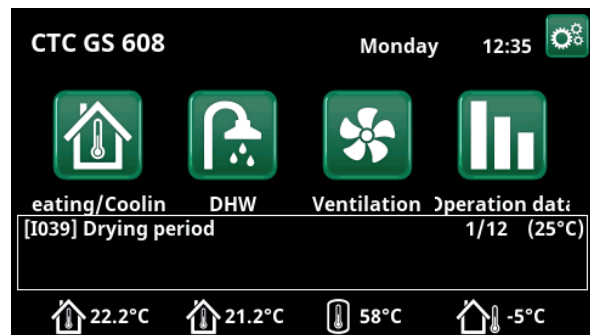 CTC GS 608 Monday 12:35
eating/Coolin DHW Ventilation Operation data
[I039] Drying period 1/12 (25°C)
22.2°C 21.2°C 58°C -5°C